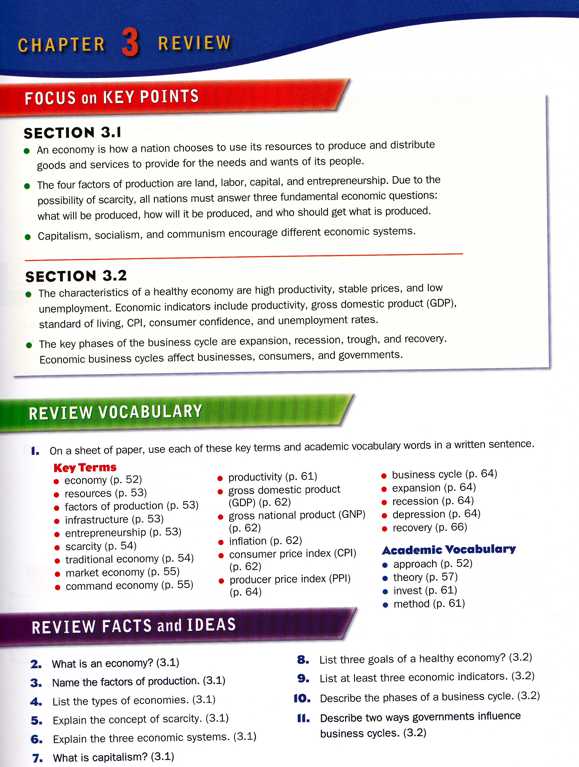 CHAPTER 3 REVIEW
FOCUS on KEY POINTS
SECTION 3.1
• An economy is how a nation chooses to use its resources to produce and distribute
goods and services to provide for the needs and wants of its people.
• The four factors of production are land, labor, capital, and entrepreneurship. Due to the
possibility of scarcity, all nations must answer three fundamental economic questions:
what will be produced, how will it be produced, and who should get what is produced.
• Capitalism, socialism, and communism encourage different economic systems.
SECTION 3.2
• The characteristics of a healthy economy are high productivity, stable prices, and low
unemployment. Economic indicators include productivity, gross domestic product (GDP),
standard of living, CPI, consumer confidence, and unemployment rates.
• The key phases of the business cycle are expansion, recession, trough, and recovery.
Economic business cycles affect businesses, consumers, and governments.
REVIEW VOCABULARY
1. On a sheet of paper, use each of these key terms and academic vocabulary words in a written sentence.
Key Terms
• economy (p. 52)
• resources (p. 53)
• factors of production (p. 53)
• infrastructure (p. 53)
• entrepreneurship (p. 53)
• scarcity (p. 54)
• traditional economy (p. 54)
• market economy (p. 55)
• command economy (p. 55)
• productivity (p. 61)
• gross domestic product
(GDP) (p. 62)
• gross national product (GNP)
(p. 62)
• inflation (p. 62)
• consumer price index (CPI)
(p. 62)
• producer price index (PPI)
(p. 64)
• business cycle (p. 64)
• expansion (p. 64)
• recession (p. 64)
• depression (p. 64)
• recovery (p. 66)
Academic Vocabulary
• approach (p. 52)
• theory (p. 57)
• invest (p. 61)
• method (p. 61)
REVIEW FACTS and IDEAS
2. What is an economy? (3.1)
3. Name the factors of production. (3.1)
4. List the types of economies. (3.1)
5. Explain the concept of scarcity. (3.1)
6. Explain the three economic systems. (3.1)
7. What is capitalism? (3.1)
8. List three goals of a healthy economy? (3.2)
9. List at least three economic indicators. (3.2)
10. Describe the phases of a business cycle. (3.2)
11. Describe two ways governments influence
business cycles. (3.2)